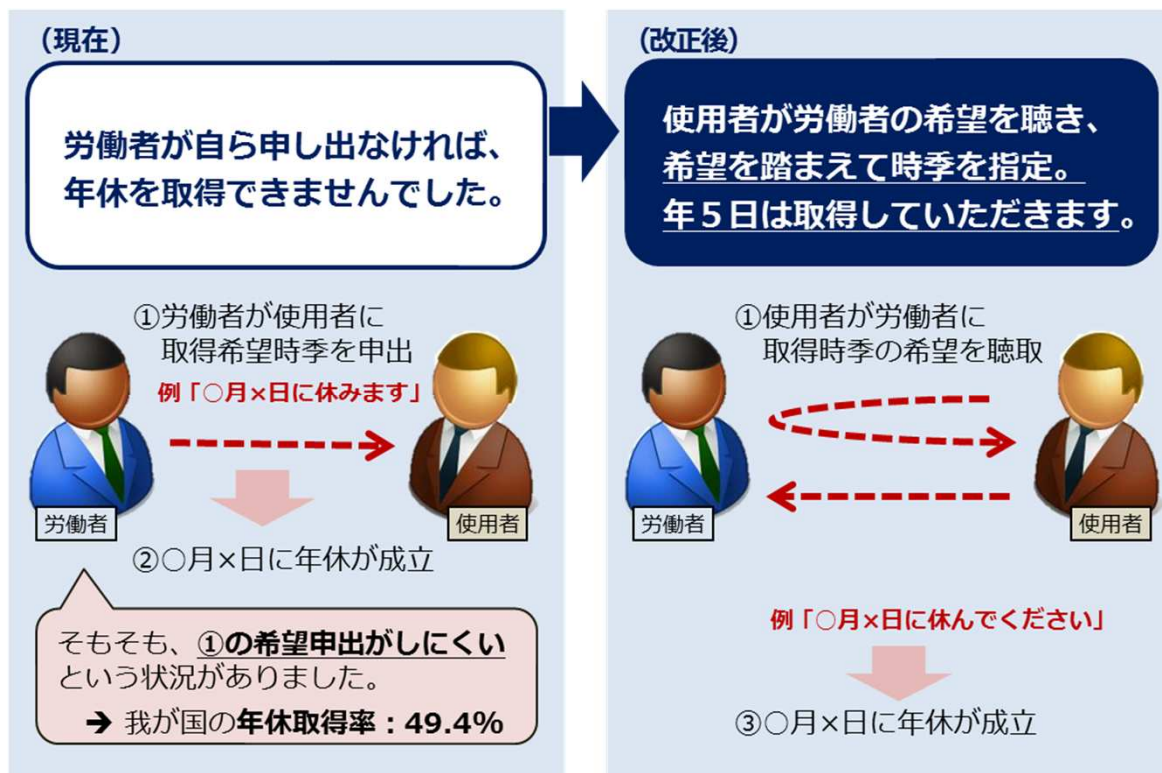 （現在）
労働者が自ら申し出なければ、
年休を取得できませんでした。
①労働者が使用者に
取得希望時季を申出
例「○月×日に休みます」
労働者
使用者
②○月×日に年休が成立
そもそも、①の希望申出がしにくい
という状況がありました。
➔ 我が国の年休取得率：49.4%
（改正後）
使用者が労働者の希望を聴き、
希望を踏まえて時季を指定。
年５日は取得していただきます。
①使用者が労働者に
取得時季の希望を聴取
労働者
使用者
例「○月×日に休んでください」
③○月×日に年休が成立